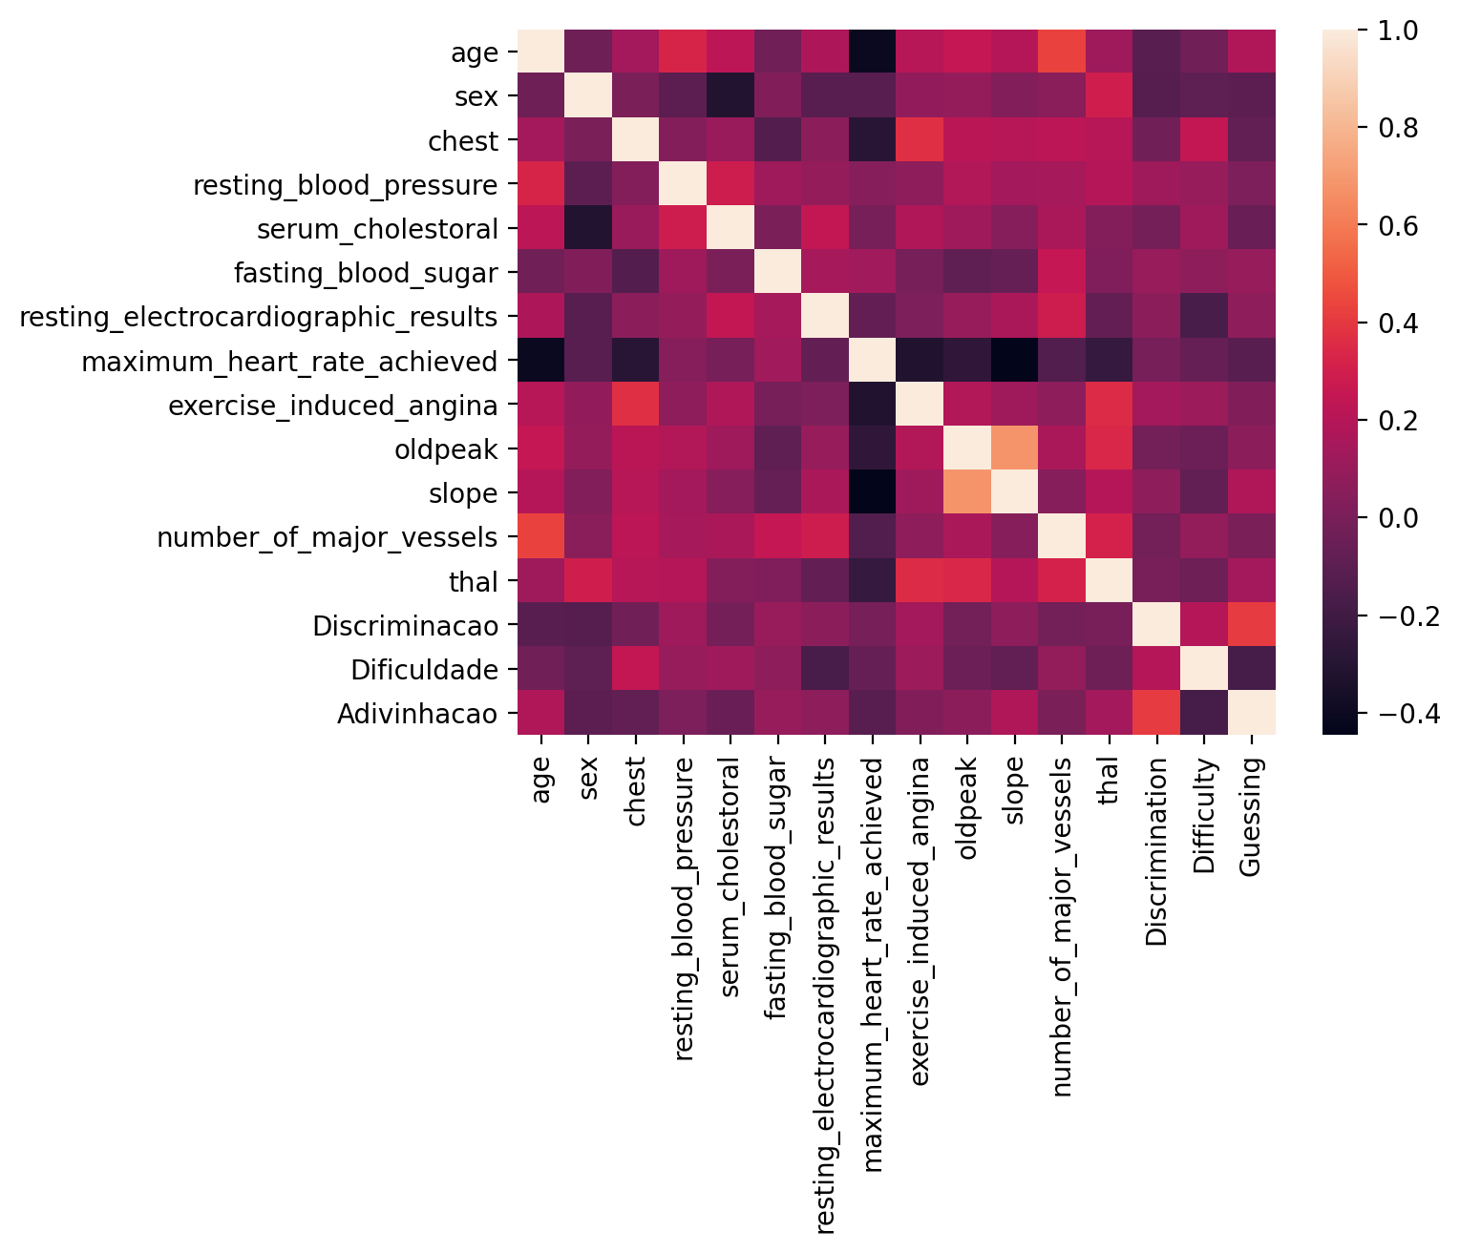 age
sex
chest
resting_blood_pressure
serum_cholestoral
fasting_blood_sugar
resting_electrocardiographic_results
maximum_heart_rate_achieved
exercise_induced_angina
oldpeak
slope
number_of_major_vessels
thal
Discriminacao
Dificuldade
Adivinhacao
age
sex
chest
resting_blood_pressure
serum_cholestoral
fasting_blood_sugar
resting_electrocardiographic_results
maximum_heart_rate_achieved
exercise_induced_angina
oldpeak
slope
number_of_major_vessels
thal
Discrimination
Difficulty
Guessing
1.0
0.8
0.6
0.4
0.2
0.0
−0.2
−0.4